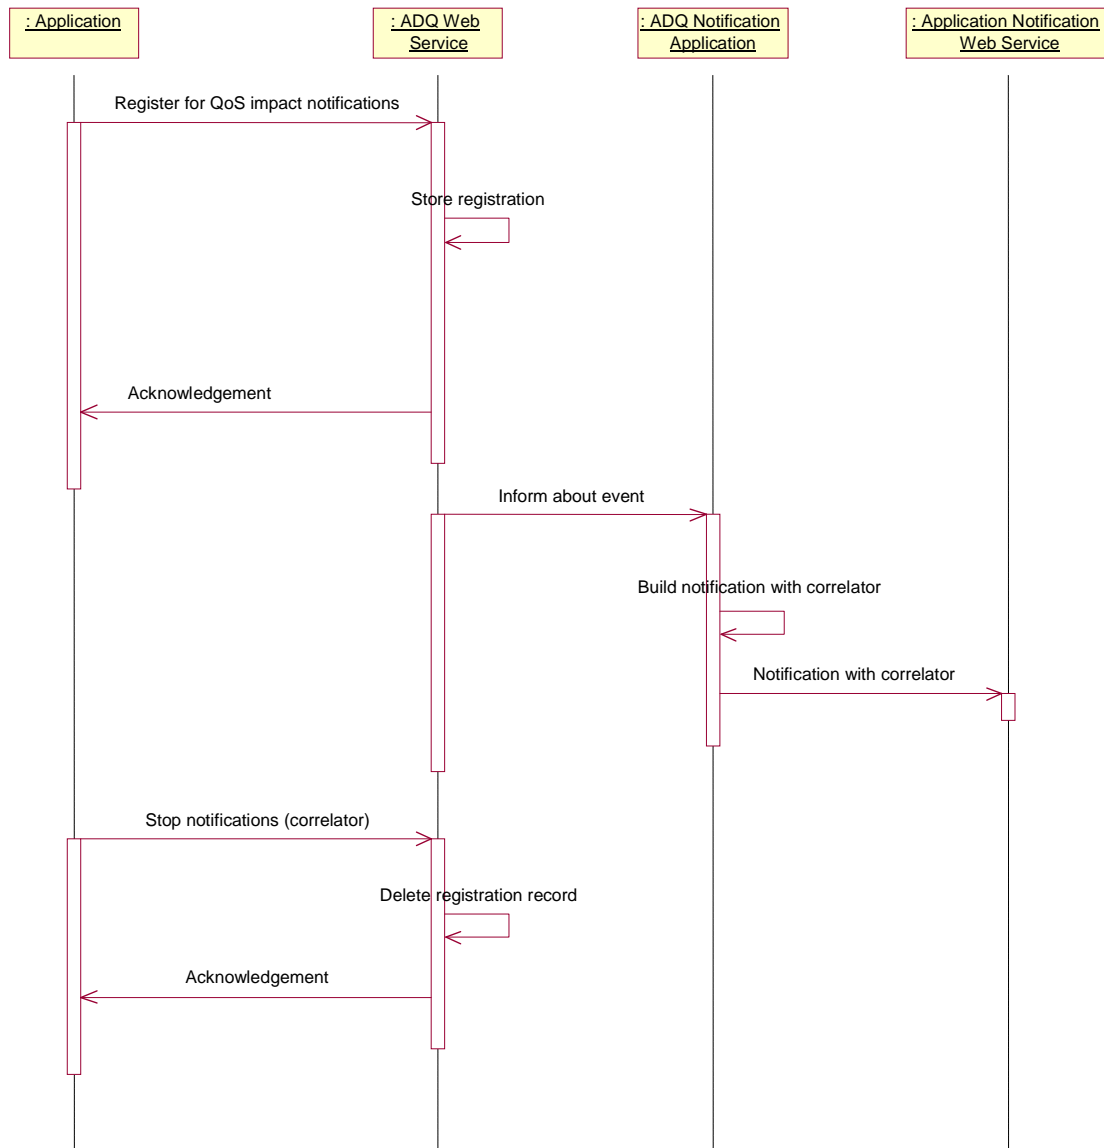 : Application
: ADQ Web
Service
: ADQ Notification
Application
: Application Notification
Web Service
Register for QoS impact notifications
Store registration
Acknowledgement
Inform about event
Build notification with correlator
Notification with correlator
Stop notifications (correlator)
Delete registration record
Acknowledgement